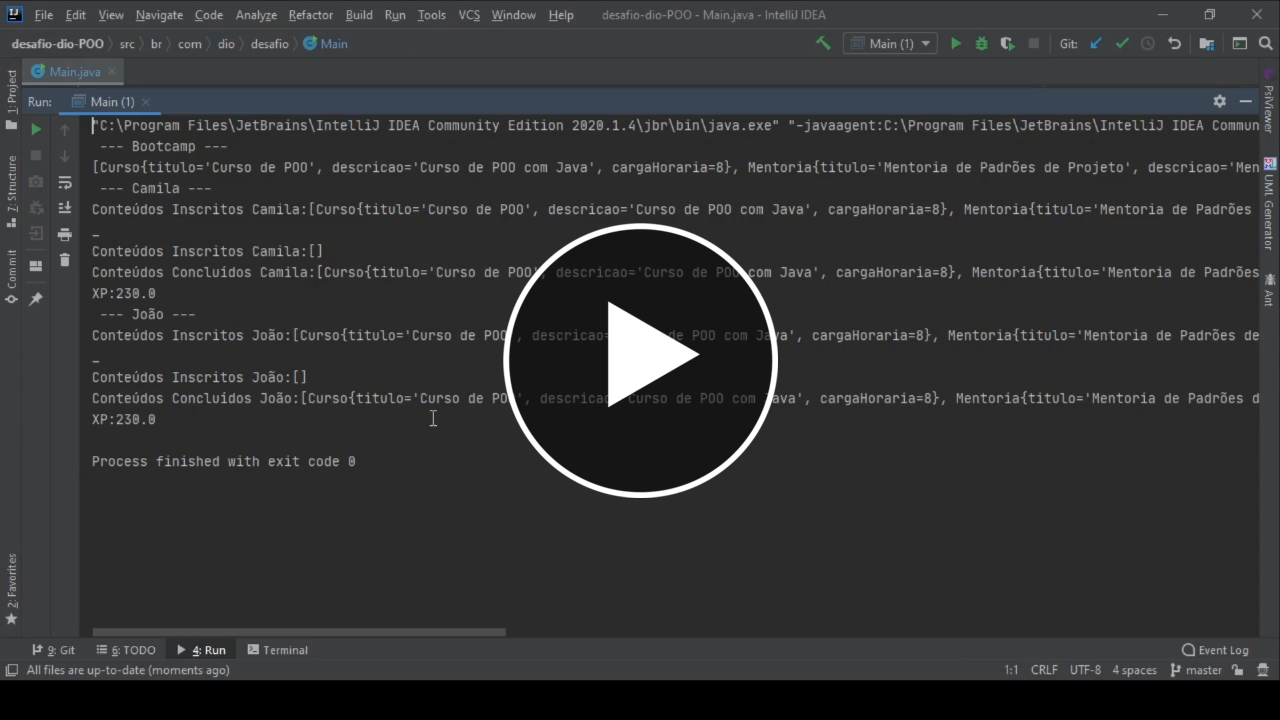 File Edit View Navigate Code Analyze Refactor Build Run Tools VCS Window Help desafio-dio-POO - Main.java - IntelliJ IDEA
desafio-dio-POO src br com dio desafio Main Main (1) Git:
Main.java
Run: Main (1)
"C:\Program Files\JetBrains\IntelliJ IDEA Community Edition 2020.1.4\jbr\bin\java.exe" "-javaagent:C:\Program Files\JetBrains\IntelliJ IDEA Commun
--- Bootcamp ---
[Curso{titulo='Curso de POO', descricao='Curso de POO com Java', cargaHoraria=8}, Mentoria{titulo='Mentoria de Padrões de Projeto', descricao='Men
--- Camila ---
Conteúdos Inscritos Camila:[Curso{titulo='Curso de POO', descricao='Curso de POO com Java', cargaHoraria=8}, Mentoria{titulo='Mentoria de Padrões
_
Conteúdos Inscritos Camila:[]
Conteúdos Concluídos Camila:[Curso{titulo='Curso de POO', descricao='Curso de POO com Java', cargaHoraria=8}, Mentoria{titulo='Mentoria de Padrões
XP:230.0
--- João ---
Conteúdos Inscritos João:[Curso{titulo='Curso de POO', descricao='Curso de POO com Java', cargaHoraria=8}, Mentoria{titulo='Mentoria de Padrões de
_
Conteúdos Inscritos João:[]
Conteúdos Concluídos João:[Curso{titulo='Curso de POO', descricao='Curso de POO com Java', cargaHoraria=8}, Mentoria{titulo='Mentoria de Padrões d
XP:230.0
Process finished with exit code 0
1: Project
7: Structure
Commit
2: Favorites
PsiViewer
UML Generator
Ant
9: Git 6: TODO 4: Run Terminal Event Log
All files are up-to-date (moments ago) 1:1 CRLF UTF-8 4 spaces master